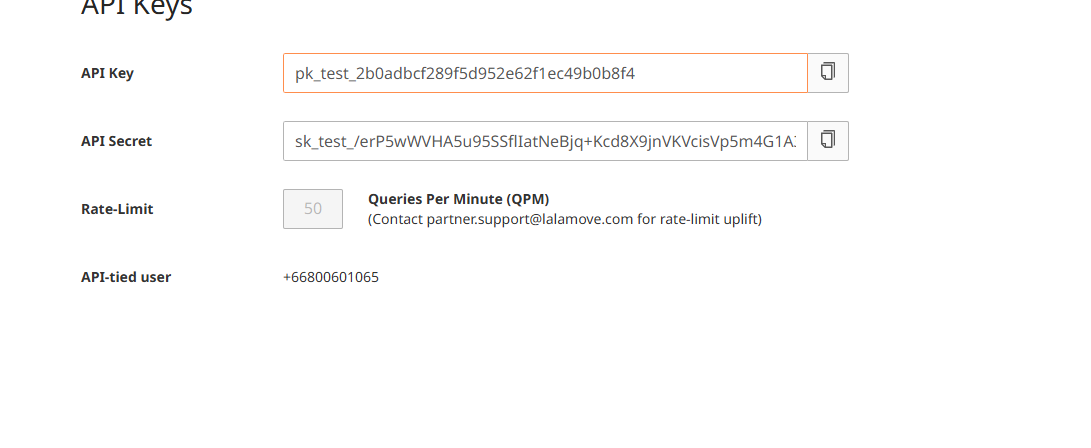 API Keys
API Key
pk_test_2b0adbcf289f5d952e62f1ec49b0b8f4
API Secret
sk_test_/erP5wWVHA5u95SSflIatNeBjq+Kcd8X9jnVKVcisVp5m4G1A
Rate-Limit
50
Queries Per Minute (QPM)
(Contact partner.support@lalamove.com for rate-limit uplift)
API-tied user
+66800601065